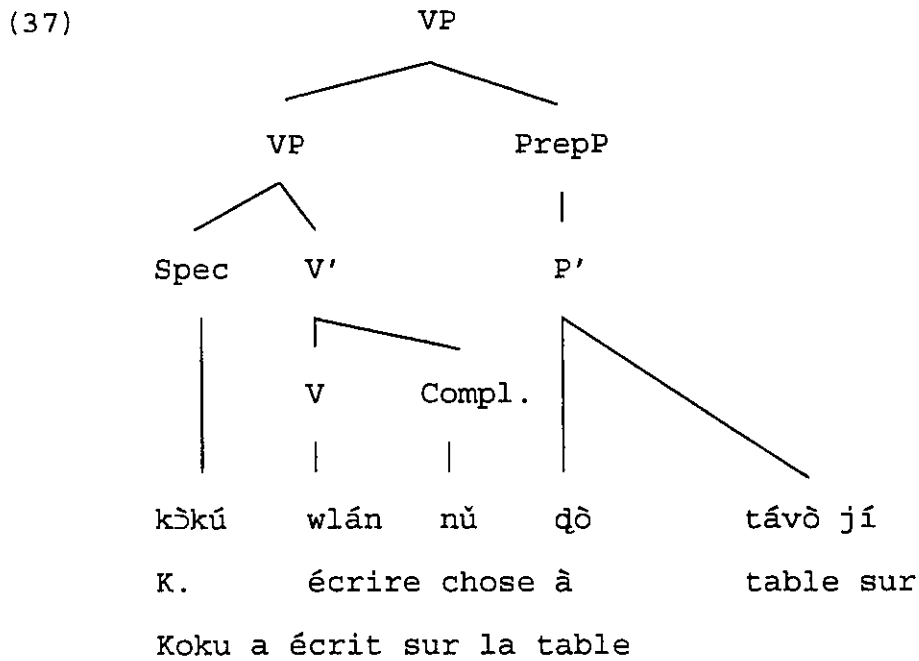 (37) VP
VP PrepP
Spec V' P'
V Compl.
kɔ̀kú wlán nǔ ɖò távò jí
K. écrire chose à table sur
Koku a écrit sur la table